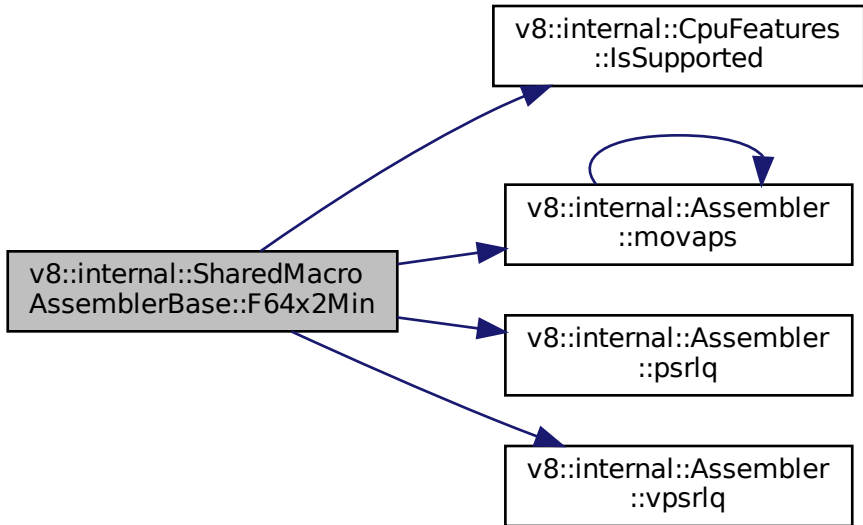 v8::internal::CpuFeatures
::IsSupported
v8::internal::Assembler
::movaps
v8::internal::SharedMacro
AssemblerBase::F64x2Min
v8::internal::Assembler
::psrlq
v8::internal::Assembler
::vpsrlq